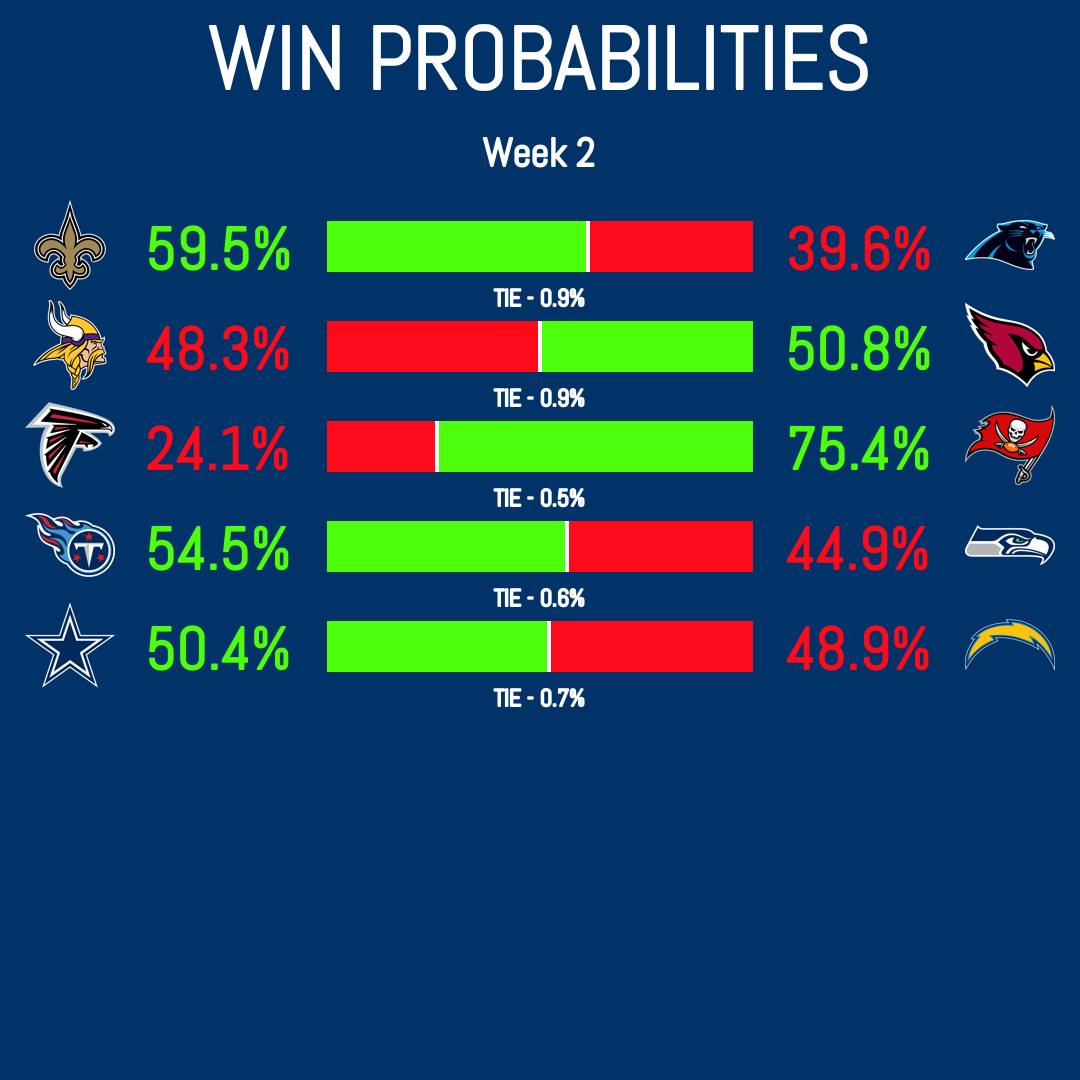 WIN PROBABILITIES
Week 2
59.5% 39.6%
TIE - 0.9%
48.3% 50.8%
TIE - 0.9%
24.1% 75.4%
TIE - 0.5%
T
54.5% 44.9%
TIE - 0.6%
50.4% 48.9%
TIE - 0.7%